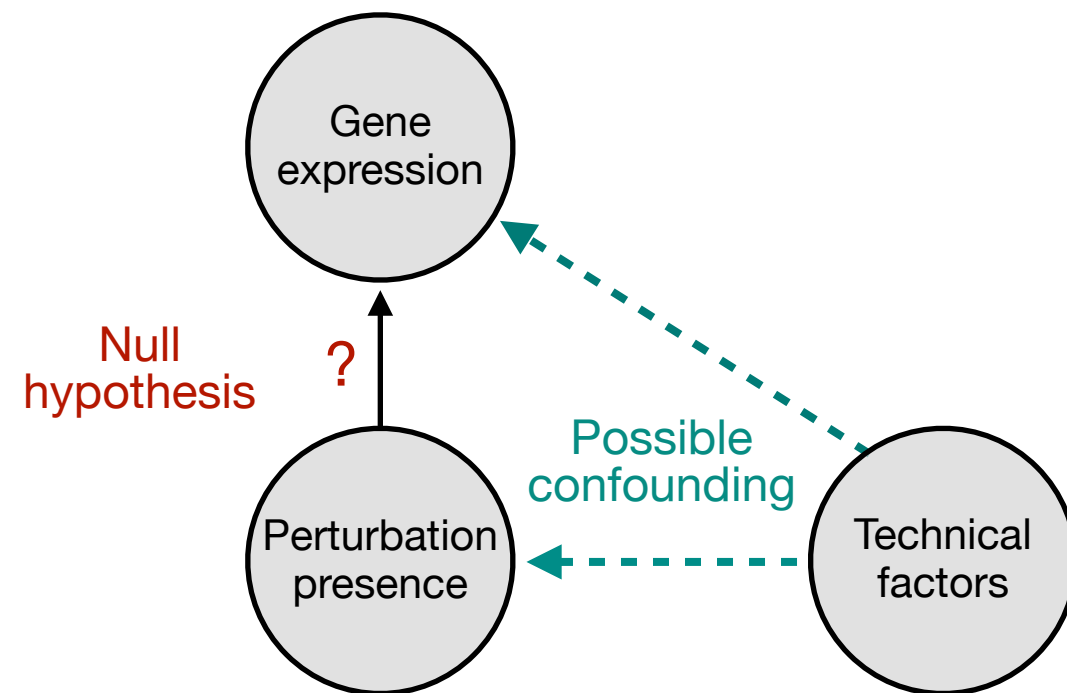 Gene
expression
Null
hypothesis
?
Possible
confounding
Perturbation
presence
Technical
factors